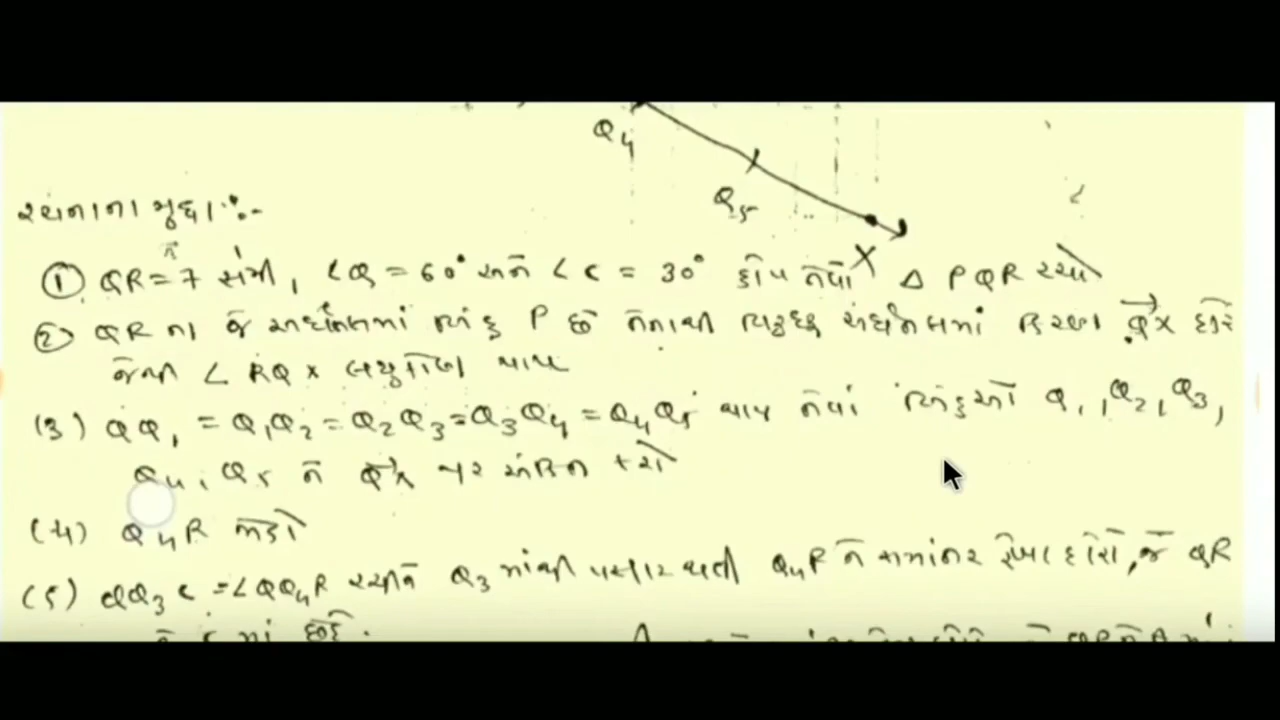 Q4
Q5
રચનાના મુદ્દા :-
X
① QR = 7 સેમી, ∠Q = 60° અને ∠C = 30° હોય તેવો △ PQR રચો
② QR ના જે અર્ધતલમાં બિંદુ P છે તેનાથી વિરુદ્ધ અર્ધતલમાં કિરણ QX દોરો
જેથી ∠ RQX લઘુકોણ થાય
(3) QQ1 = Q1Q2 = Q2Q3 = Q3Q4 = Q4Q5 થાય તેવાં બિંદુઓ Q1, Q2, Q3,
Q4, Q5 ને QX પર અંકિત કરો
(4) Q4R જોડો
(5) ∠QQ3C = ∠QQ4R રચીને Q3 માંથી પસાર થતી Q4R ને સમાંતર રેખા દોરો, જે QR
ને C માં છેદે.